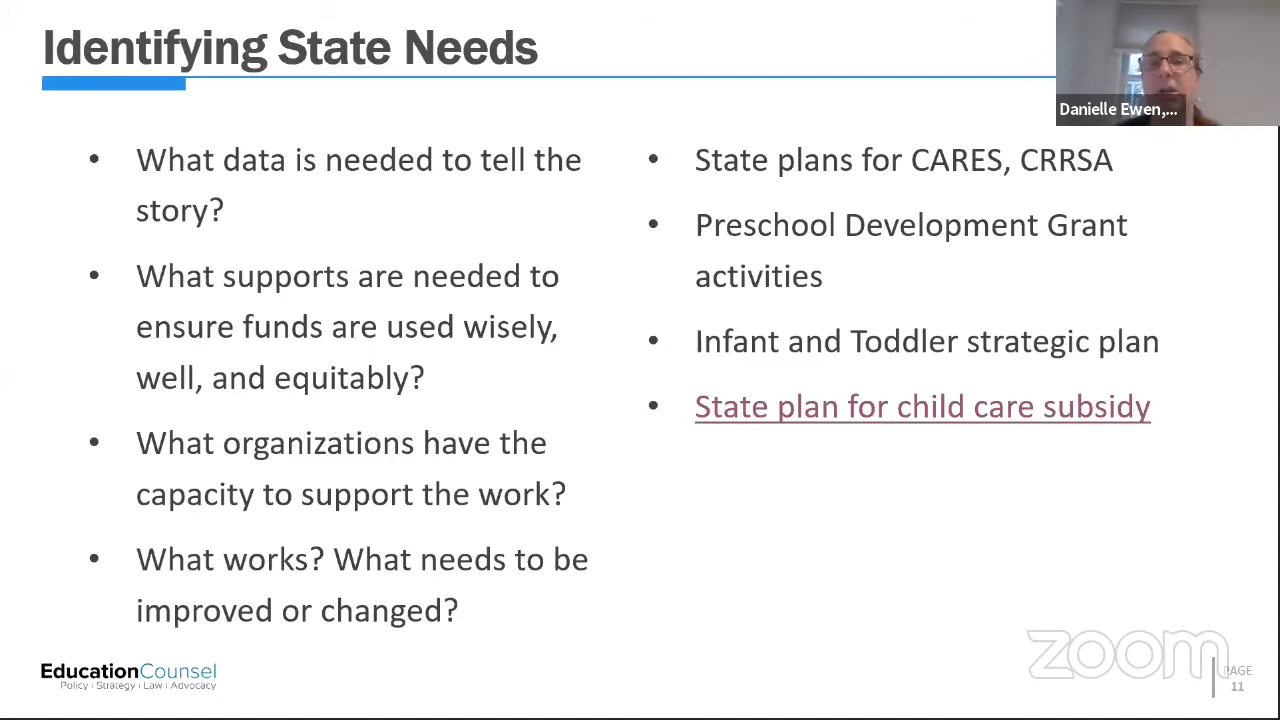 Identifying State Needs
Danielle Ewen,...
• What data is needed to tell the
story?
• What supports are needed to
ensure funds are used wisely,
well, and equitably?
• What organizations have the
capacity to support the work?
• What works? What needs to be
improved or changed?
• State plans for CARES, CRRSA
• Preschool Development Grant
activities
• Infant and Toddler strategic plan
• State plan for child care subsidy
EducationCounsel
Policy | Strategy | Law | Advocacy
zoom
PAGE
11